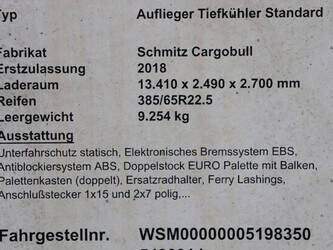 Typ Auflieger Tiefkühler Standard
Fabrikat Schmitz Cargobull
Erstzulassung 2018
Laderaum 13.410 x 2.490 x 2.700 mm
Reifen 385/65R22.5
Leergewicht 9.254 kg
Ausstattung
Unterfahrschutz statisch, Elektronisches Bremssystem EBS,
Antiblockiersystem ABS, Doppelstock EURO Palette mit Balken,
Palettenkasten (doppelt), Ersatzradhalter, Ferry Lashings,
Anschlußstecker 1x15 und 2x7 polig,...
Fahrgestellnr. WSM00000005198350